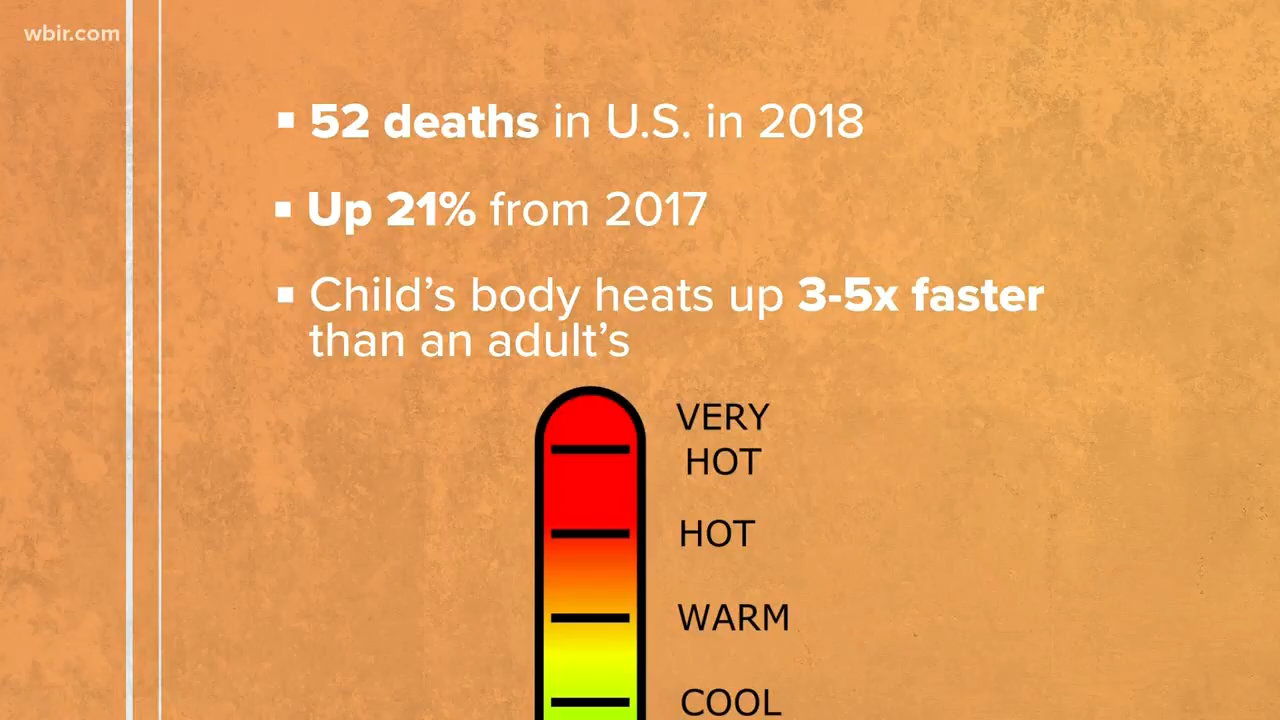 wbir.com
▪ 52 deaths in U.S. in 2018
▪ Up 21% from 2017
▪ Child’s body heats up 3-5x faster
than an adult’s
VERY
HOT
HOT
WARM
COOL